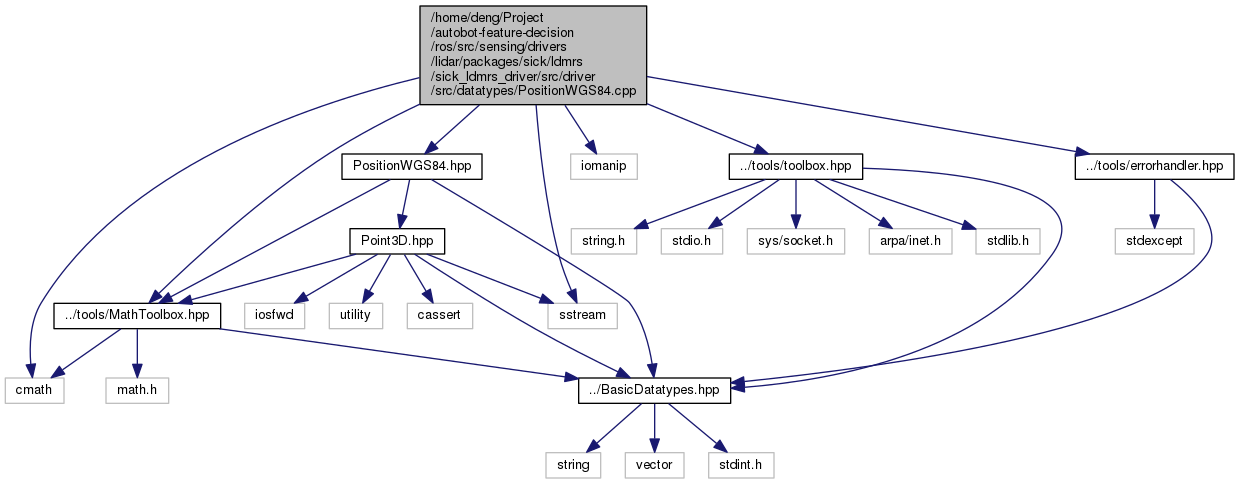 /home/deng/Project
/autobot-feature-decision
/ros/src/sensing/drivers
/lidar/packages/sick/ldmrs
/sick_ldmrs_driver/src/driver
/src/datatypes/PositionWGS84.cpp
PositionWGS84.hpp
iomanip
../tools/toolbox.hpp
../tools/errorhandler.hpp
Point3D.hpp
string.h
stdio.h
sys/socket.h
arpa/inet.h
stdlib.h
stdexcept
../tools/MathToolbox.hpp
iosfwd
utility
cassert
sstream
cmath
math.h
../BasicDatatypes.hpp
string
vector
stdint.h